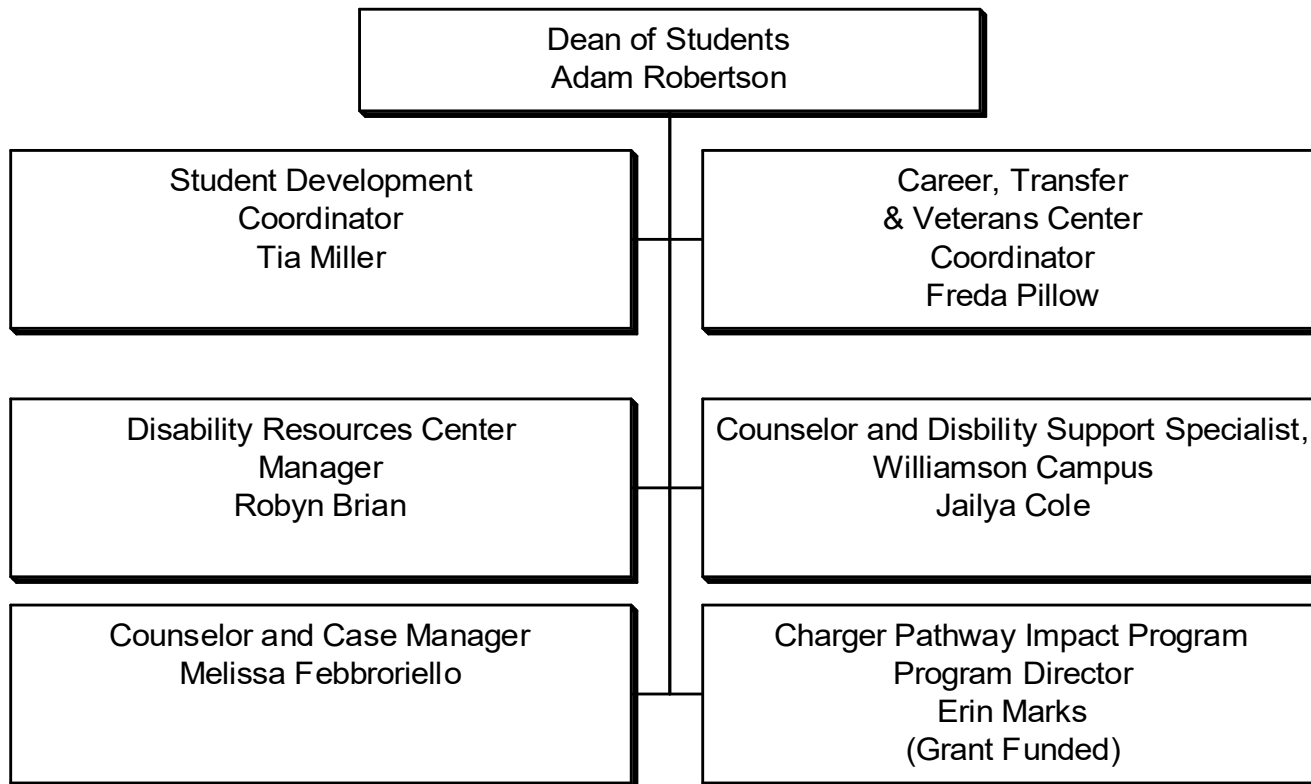 Dean of Students
Adam Robertson
Student Development
Coordinator
Tia Miller
Career, Transfer
& Veterans Center
Coordinator
Freda Pillow
Disability Resources Center
Manager
Robyn Brian
Counselor and Disbility Support Specialist,
Williamson Campus
Jailya Cole
Counselor and Case Manager
Melissa Febbroriello
Charger Pathway Impact Program
Program Director
Erin Marks
(Grant Funded)